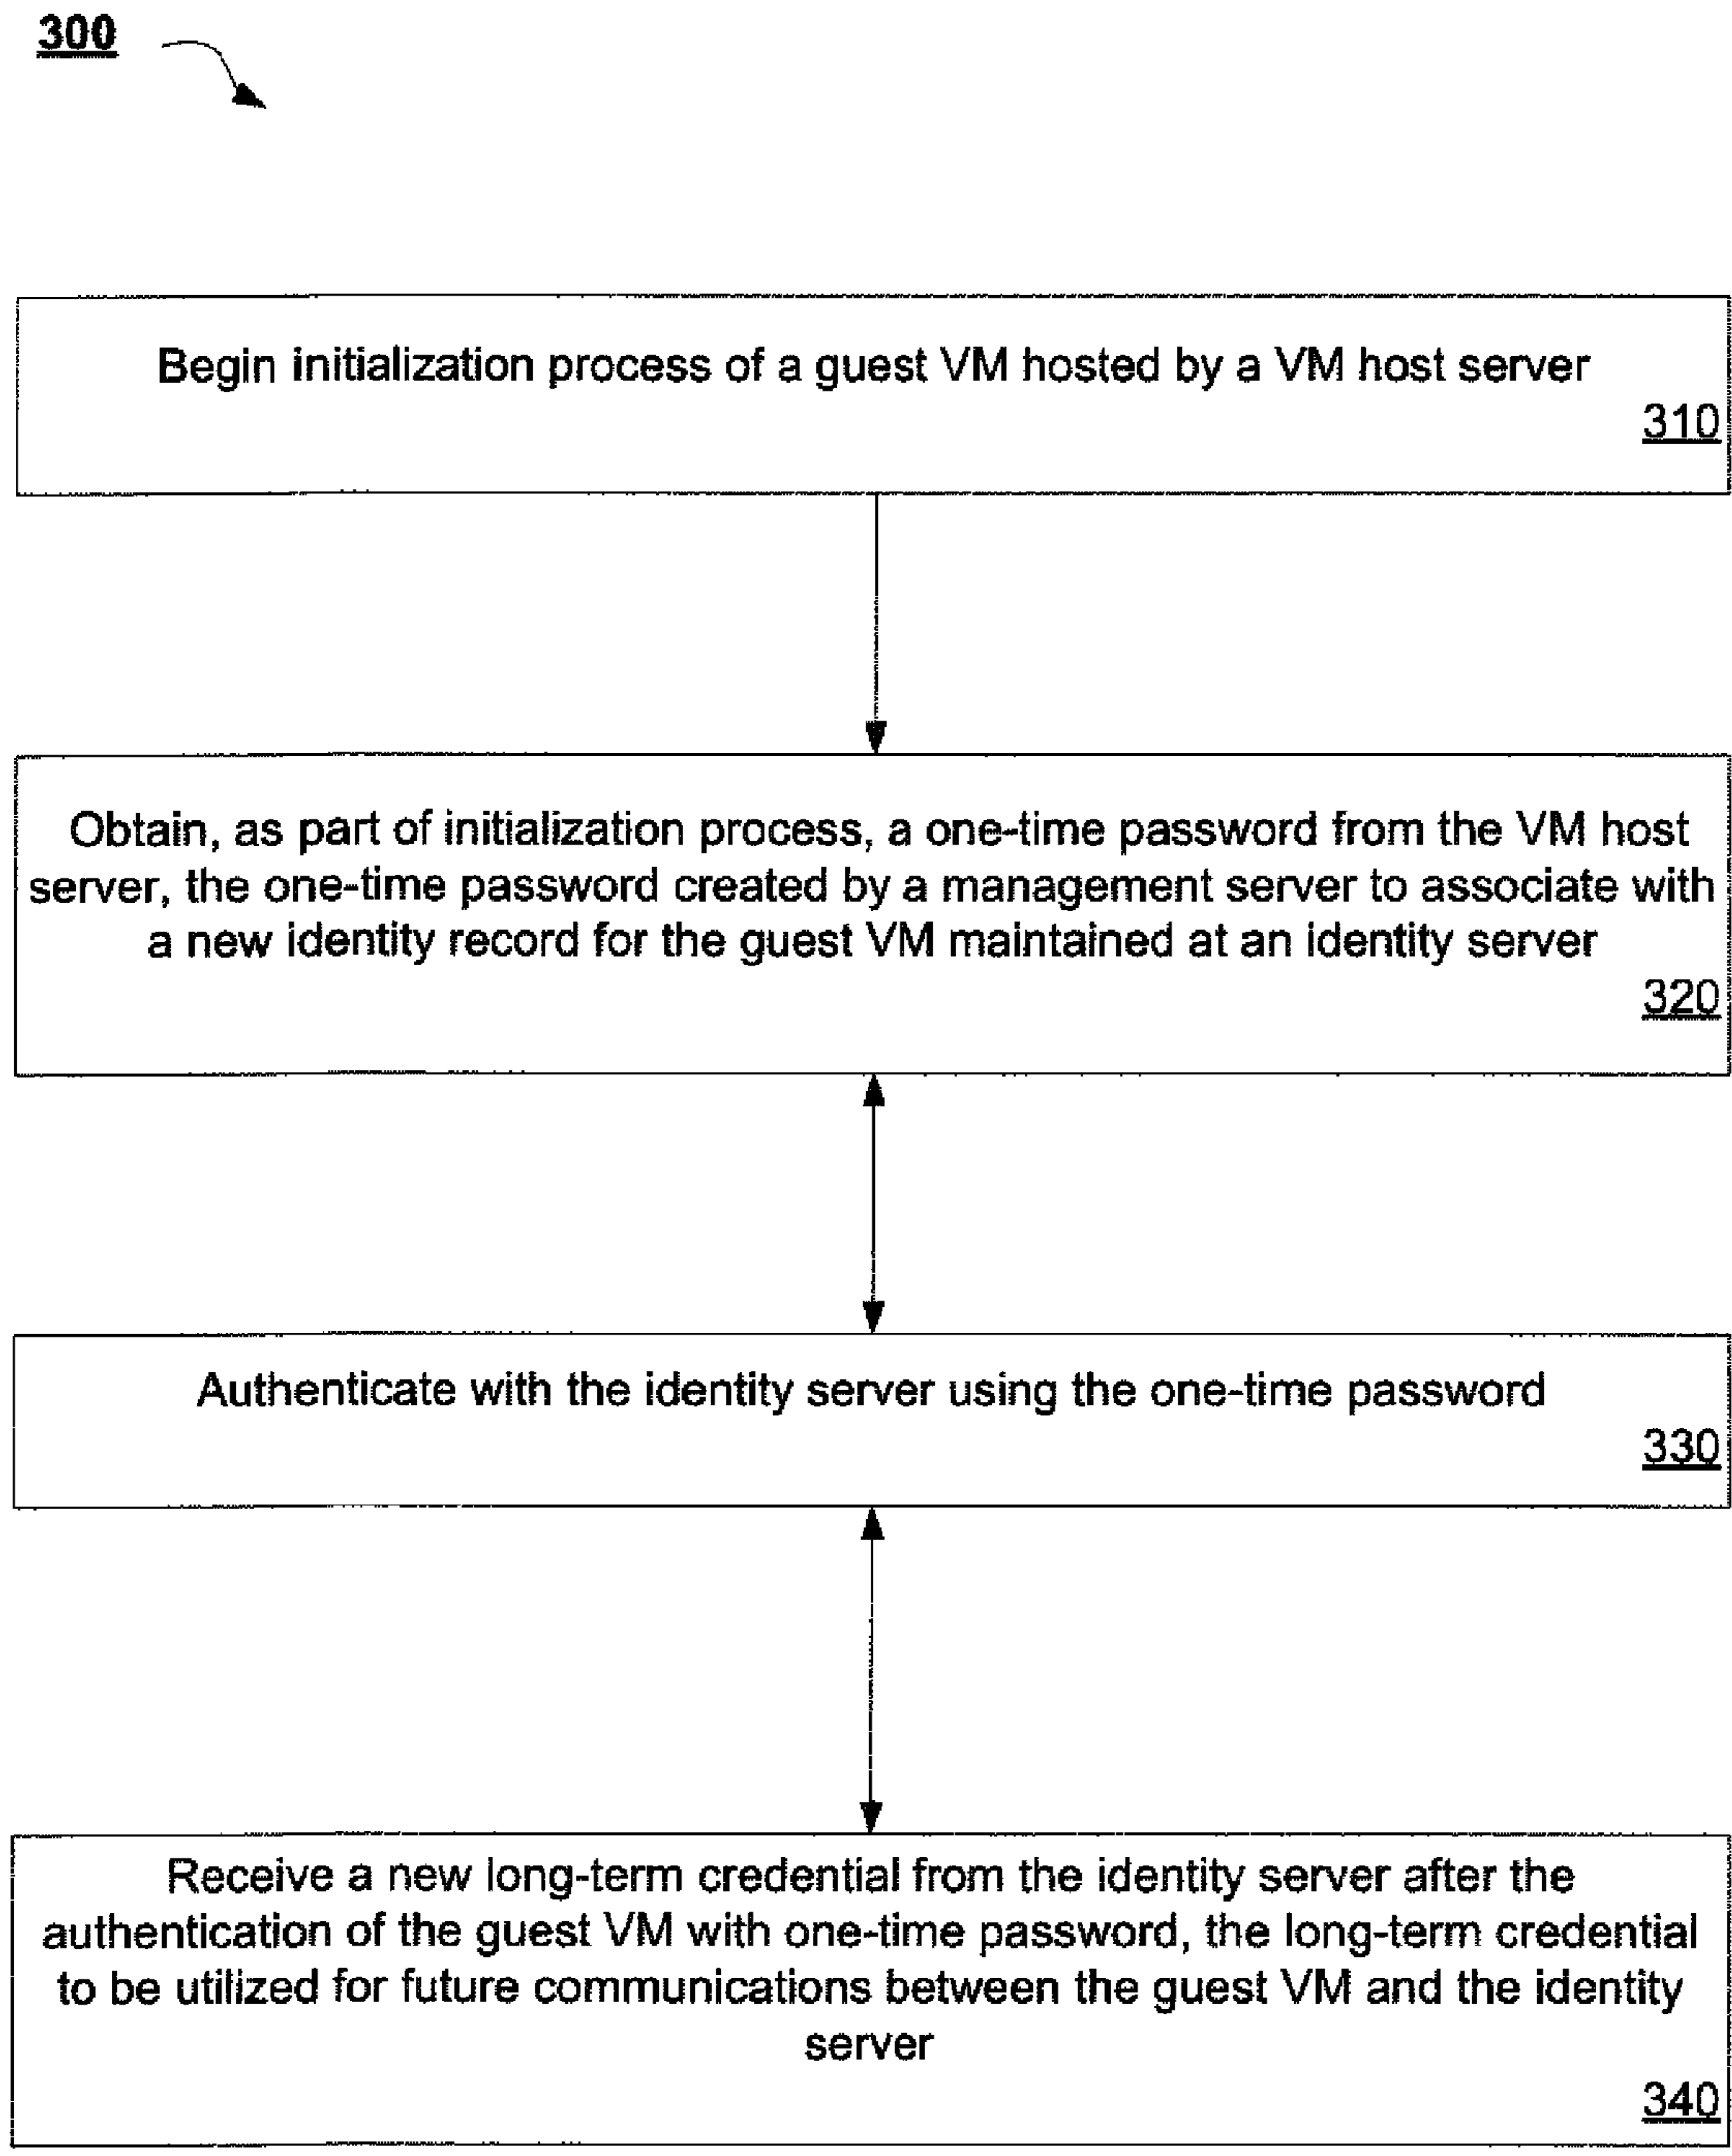 300
Begin initialization process of a guest VM hosted by a VM host server
310
Obtain, as part of initialization process, a one-time password from the VM host
server, the one-time password created by a management server to associate with
a new identity record for the guest VM maintained at an identity server
320
Authenticate with the identity server using the one-time password
330
Receive a new long-term credential from the identity server after the
authentication of the guest VM with one-time password, the long-term credential
to be utilized for future communications between the guest VM and the identity
server
340